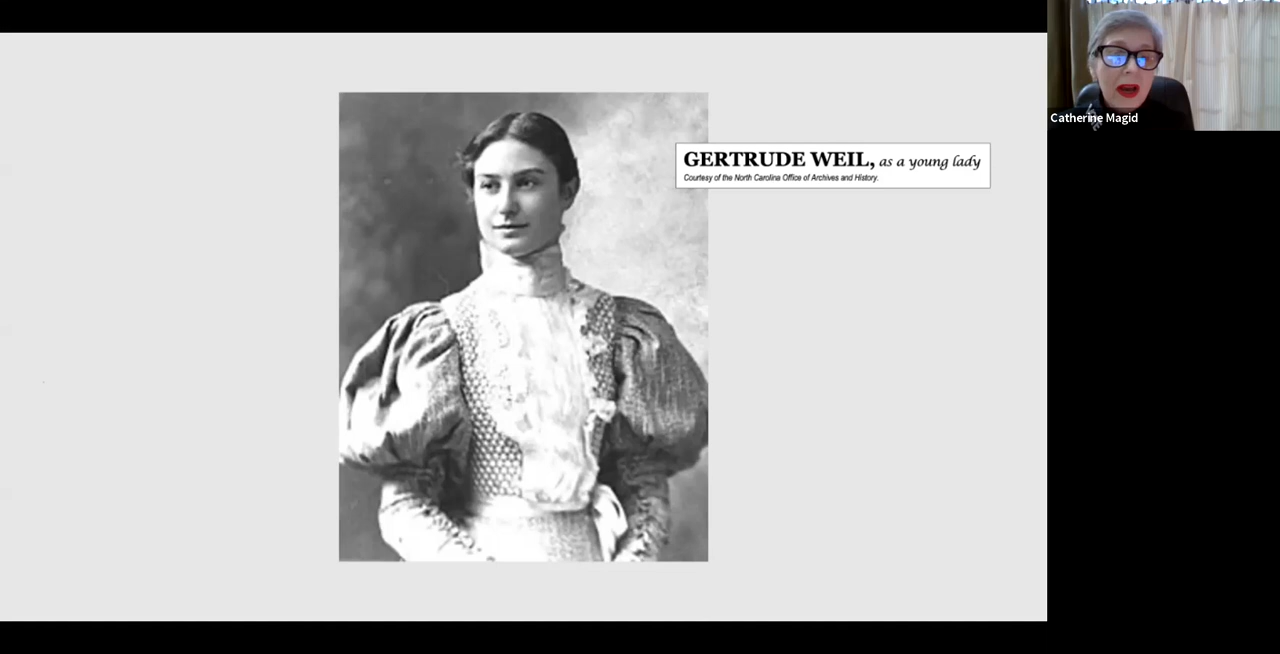 GERTRUDE WEIL, as a young lady
Courtesy of the North Carolina Office of Archives and History.
Catherine Magid